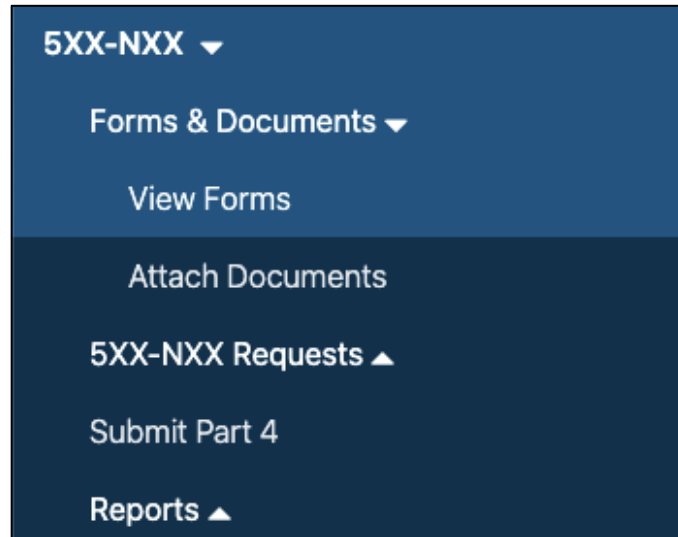 5XX-NXX
Forms & Documents
View Forms
Attach Documents
5XX-NXX Requests
Submit Part 4
Reports